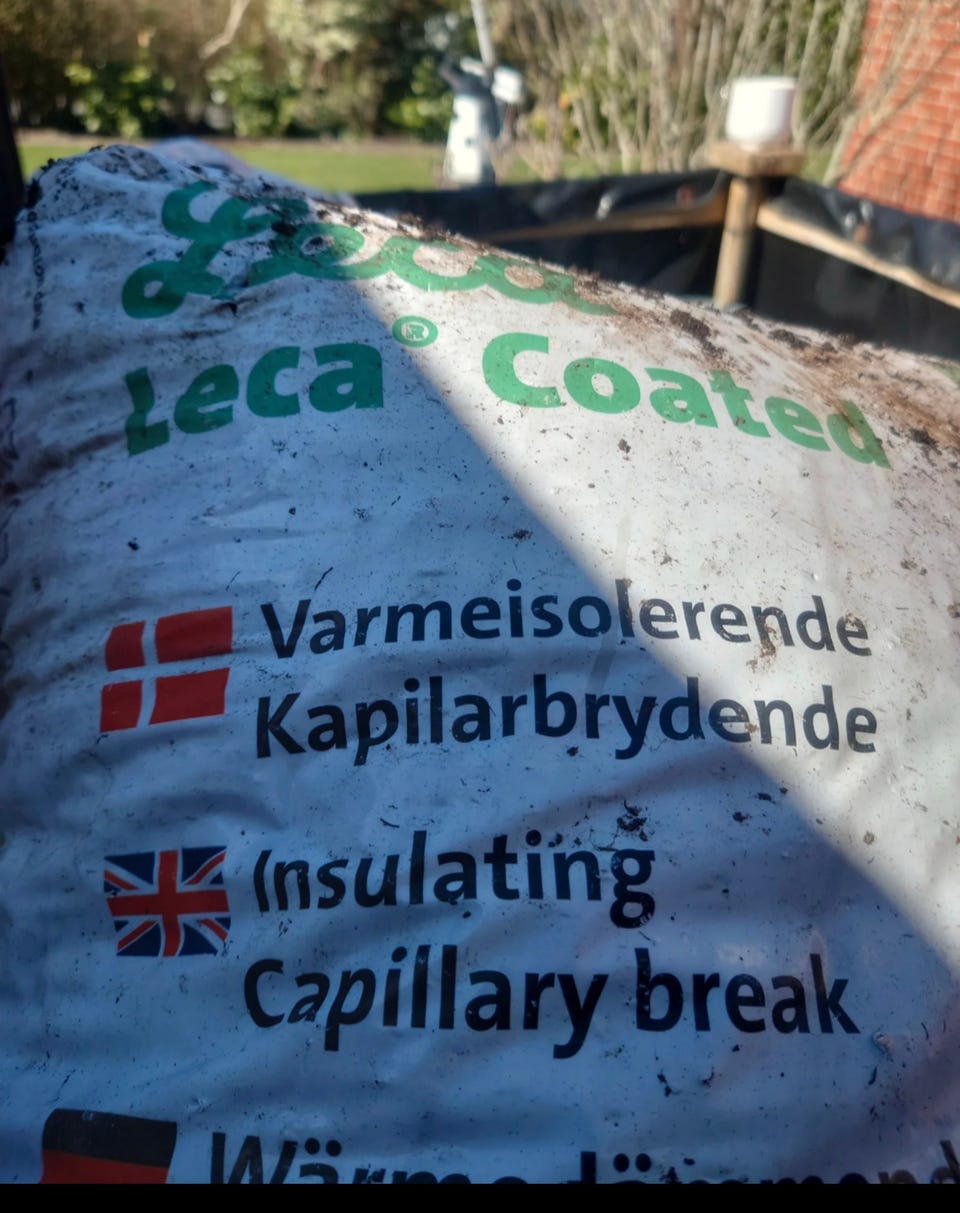 Leca
Leca® Coated
Varmeisolerende
Kapilarbrydende
Insulating
Capillary break